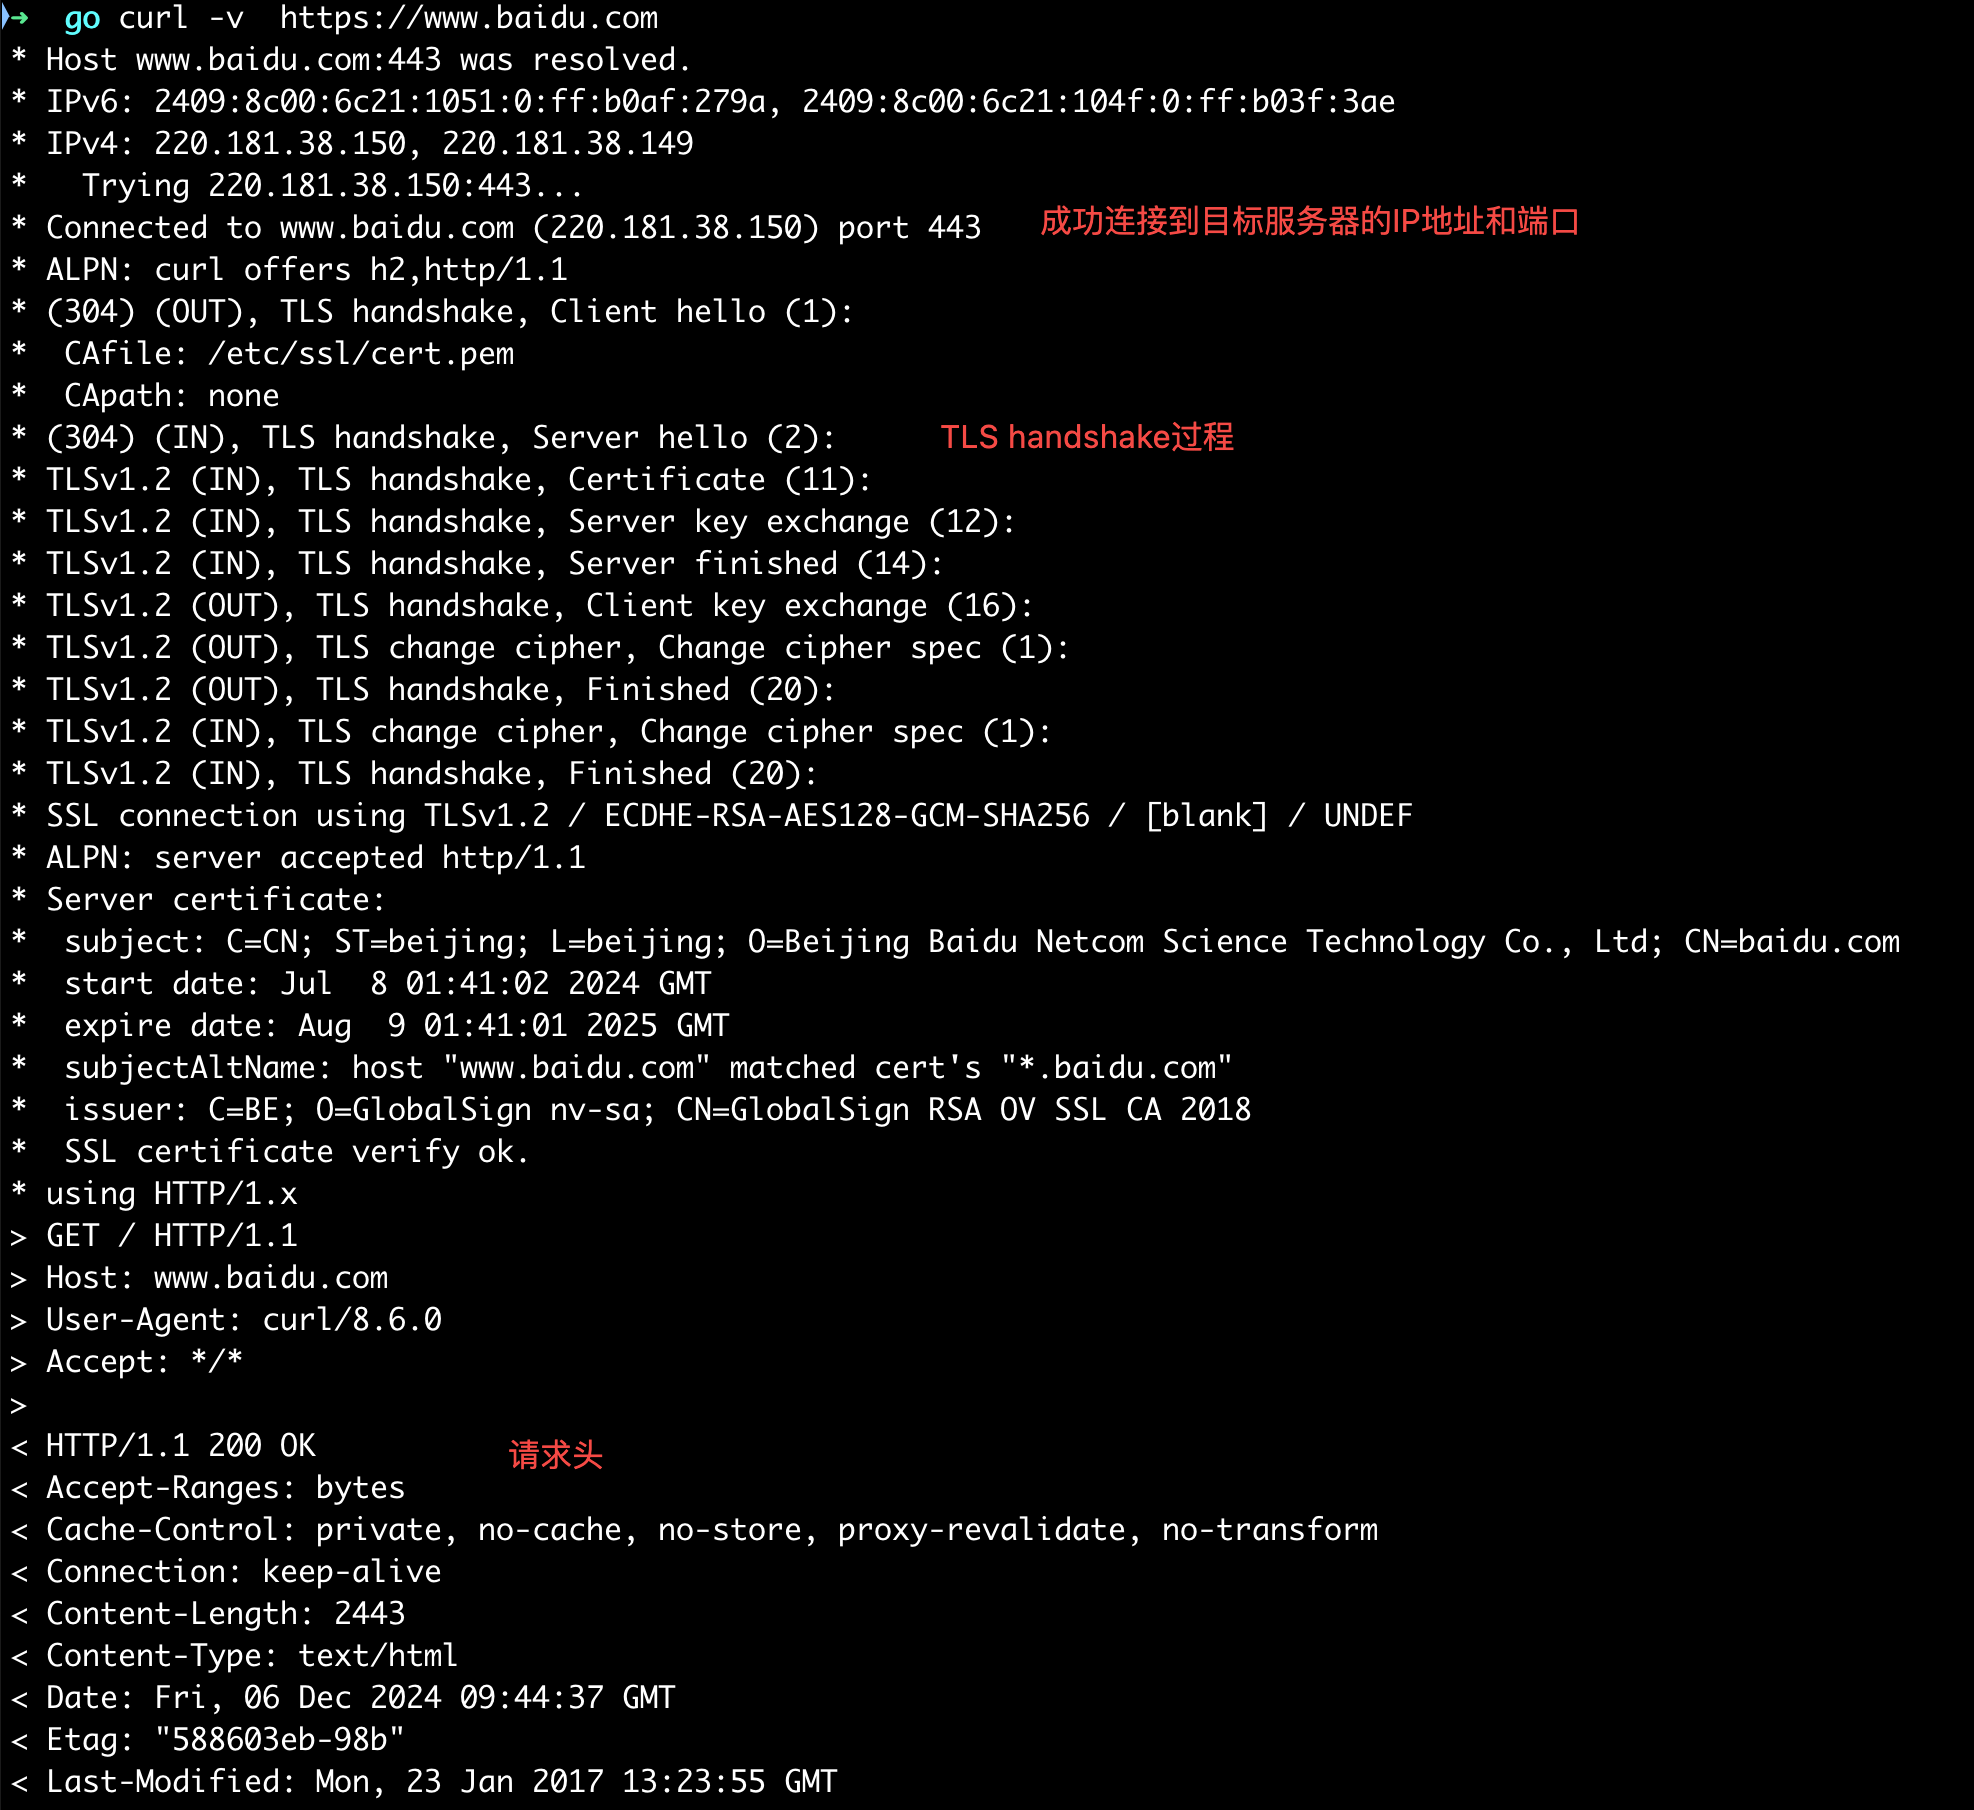 ➜  go curl -v  https://www.baidu.com
* Host www.baidu.com:443 was resolved.
* IPv6: 2409:8c00:6c21:1051:0:ff:b0af:279a, 2409:8c00:6c21:104f:0:ff:b03f:3ae
* IPv4: 220.181.38.150, 220.181.38.149
*   Trying 220.181.38.150:443...
* Connected to www.baidu.com (220.181.38.150) port 443 成功连接到目标服务器的IP地址和端口
* ALPN: curl offers h2,http/1.1
* (304) (OUT), TLS handshake, Client hello (1):
*  CAfile: /etc/ssl/cert.pem
*  CApath: none
* (304) (IN), TLS handshake, Server hello (2): TLS handshake过程
* TLSv1.2 (IN), TLS handshake, Certificate (11):
* TLSv1.2 (IN), TLS handshake, Server key exchange (12):
* TLSv1.2 (IN), TLS handshake, Server finished (14):
* TLSv1.2 (OUT), TLS handshake, Client key exchange (16):
* TLSv1.2 (OUT), TLS change cipher, Change cipher spec (1):
* TLSv1.2 (OUT), TLS handshake, Finished (20):
* TLSv1.2 (IN), TLS change cipher, Change cipher spec (1):
* TLSv1.2 (IN), TLS handshake, Finished (20):
* SSL connection using TLSv1.2 / ECDHE-RSA-AES128-GCM-SHA256 / [blank] / UNDEF
* ALPN: server accepted http/1.1
* Server certificate:
*  subject: C=CN; ST=beijing; L=beijing; O=Beijing Baidu Netcom Science Technology Co., Ltd; CN=baidu.com
*  start date: Jul  8 01:41:02 2024 GMT
*  expire date: Aug  9 01:41:01 2025 GMT
*  subjectAltName: host "www.baidu.com" matched cert's "*.baidu.com"
*  issuer: C=BE; O=GlobalSign nv-sa; CN=GlobalSign RSA OV SSL CA 2018
*  SSL certificate verify ok.
* using HTTP/1.x
> GET / HTTP/1.1
> Host: www.baidu.com
> User-Agent: curl/8.6.0
> Accept: */*
>
< HTTP/1.1 200 OK 请求头
< Accept-Ranges: bytes
< Cache-Control: private, no-cache, no-store, proxy-revalidate, no-transform
< Connection: keep-alive
< Content-Length: 2443
< Content-Type: text/html
< Date: Fri, 06 Dec 2024 09:44:37 GMT
< Etag: "588603eb-98b"
< Last-Modified: Mon, 23 Jan 2017 13:23:55 GMT